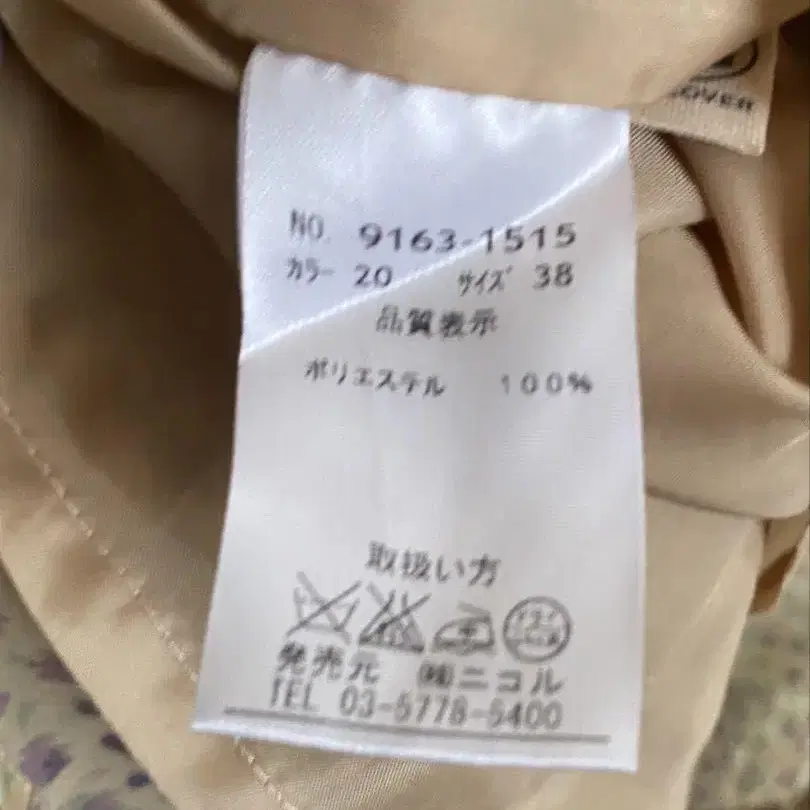 OVER
NO. 9163-1515
カラー 20 サイズ 38
品質表示
ポリエステル 100%
取扱い方
発売元 ㈱ニコル
TEL 03-5778-5400